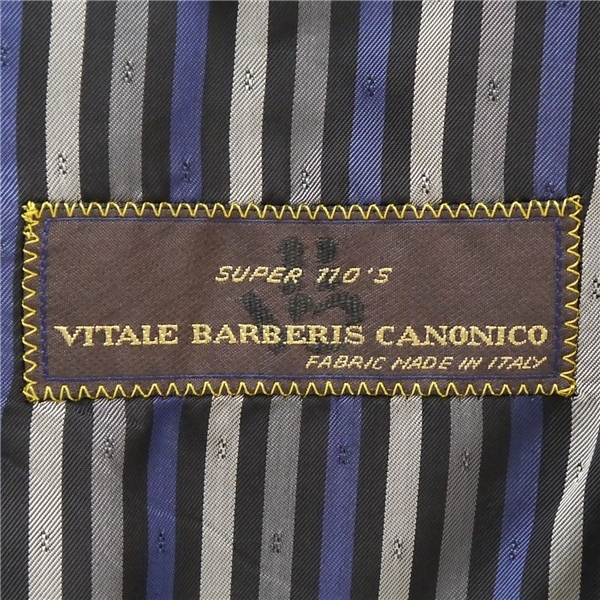 SUPER 110'S
VITALE BARBERIS CANONICO
FABRIC MADE IN ITALY